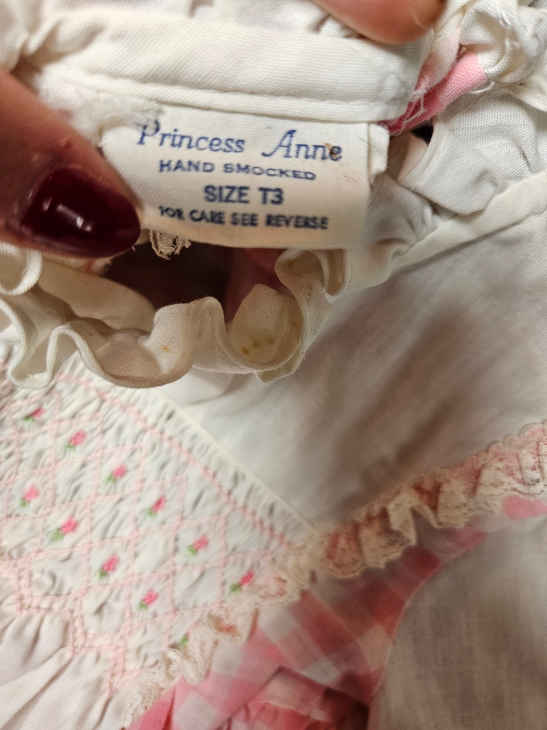 Princess Anne
HAND SMOCKED
SIZE T3
FOR CARE SEE REVERSE